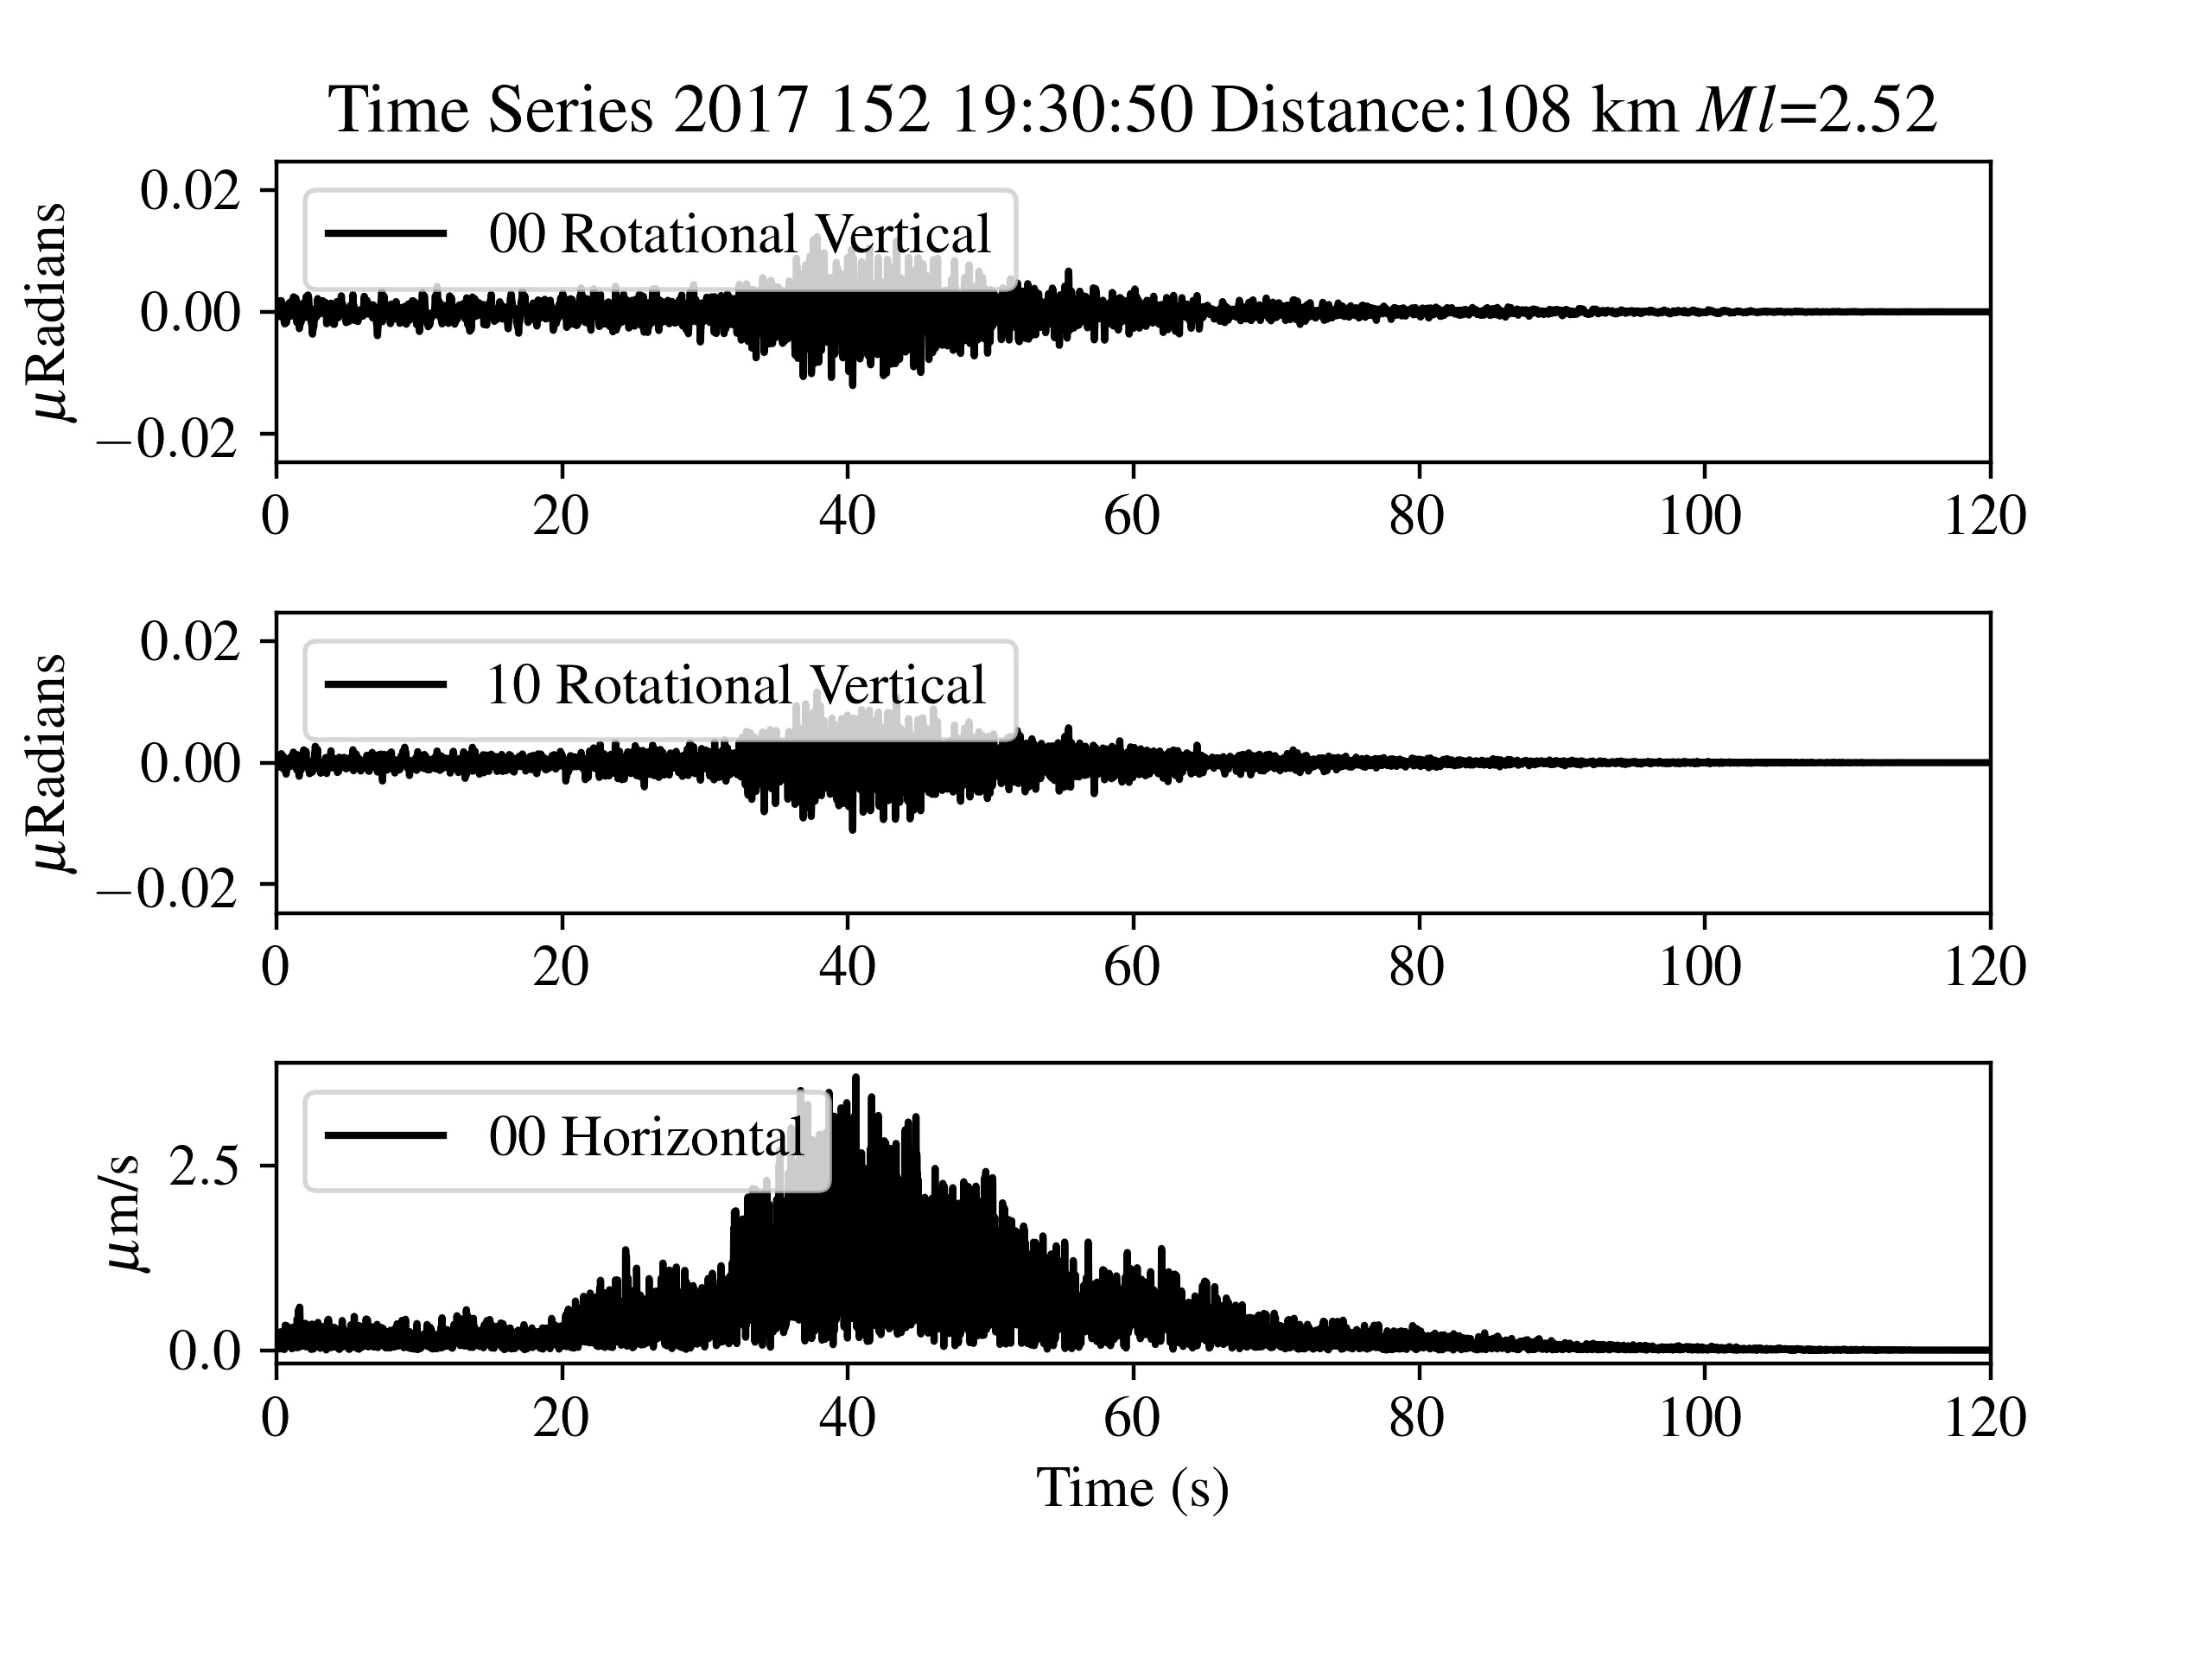 Time Series 2017 152 19:30:50 Distance:108 km Ml=2.52
μRadians
0.02
0.00
−0.02
00 Rotational Vertical
0 20 40 60 80 100 120
μRadians
0.02
0.00
−0.02
10 Rotational Vertical
0 20 40 60 80 100 120
μm/s
2.5
0.0
00 Horizontal
0 20 40 60 80 100 120
Time (s)